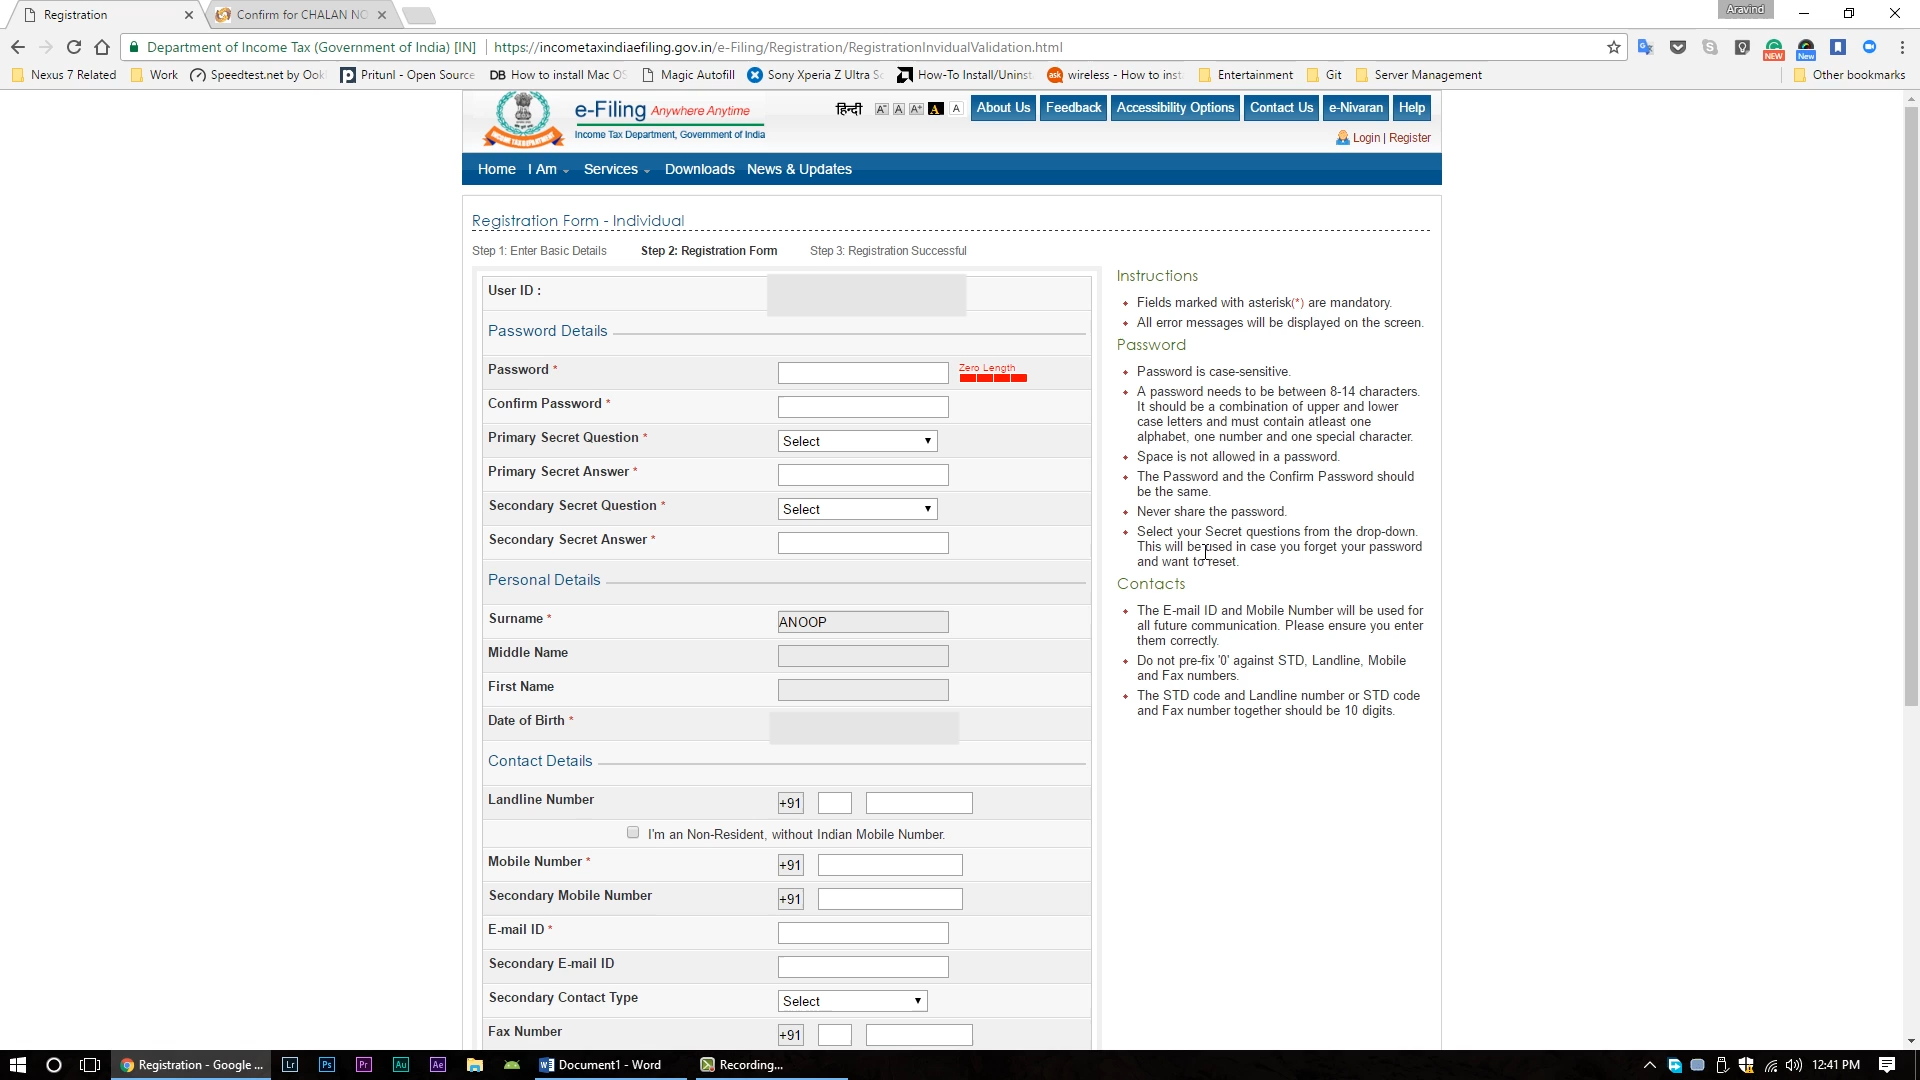 Registration
Confirm for CHALAN NO
Aravind
Department of Income Tax (Government of India) [IN]
https://incometaxindiaefiling.gov.in/e-Filing/Registration/RegistrationInvidualValidation.html
NEW
New
Nexus 7 Related
Work
Speedtest.net by Ookl
Pritunl - Open Source
DB How to install Mac OS
Magic Autofill
Sony Xperia Z Ultra S
How-To Install/Uninst
ask wireless - How to inst
Entertainment
Git
Server Management
Other bookmarks
e-Filing Anywhere Anytime
Income Tax Department, Government of India
हिन्दी
A- A A+ A A
About Us
Feedback
Accessibility Options
Contact Us
e-Nivaran
Help
Login | Register
Home
I Am
Services
Downloads
News & Updates
Registration Form - Individual
Step 1: Enter Basic Details
Step 2: Registration Form
Step 3: Registration Successful
User ID :
Password Details
Password *
Zero Length
Confirm Password *
Primary Secret Question *
Select
Primary Secret Answer *
Secondary Secret Question *
Select
Secondary Secret Answer *
Personal Details
Surname *
ANOOP
Middle Name
First Name
Date of Birth *
Contact Details
Landline Number
+91
I'm an Non-Resident, without Indian Mobile Number.
Mobile Number *
+91
Secondary Mobile Number
+91
E-mail ID *
Secondary E-mail ID
Secondary Contact Type
Select
Fax Number
+91
Instructions
Fields marked with asterisk(*) are mandatory.
All error messages will be displayed on the screen.
Password
Password is case-sensitive.
A password needs to be between 8-14 characters.
It should be a combination of upper and lower
case letters and must contain atleast one
alphabet, one number and one special character.
Space is not allowed in a password.
The Password and the Confirm Password should
be the same.
Never share the password.
Select your Secret questions from the drop-down.
This will be used in case you forget your password
and want to reset.
Contacts
The E-mail ID and Mobile Number will be used for
all future communication. Please ensure you enter
them correctly.
Do not pre-fix '0' against STD, Landline, Mobile
and Fax numbers.
The STD code and Landline number or STD code
and Fax number together should be 10 digits.
Registration - Google ...
Lr
Ps
Pr
Au
Ae
Document1 - Word
Recording...
12:41 PM